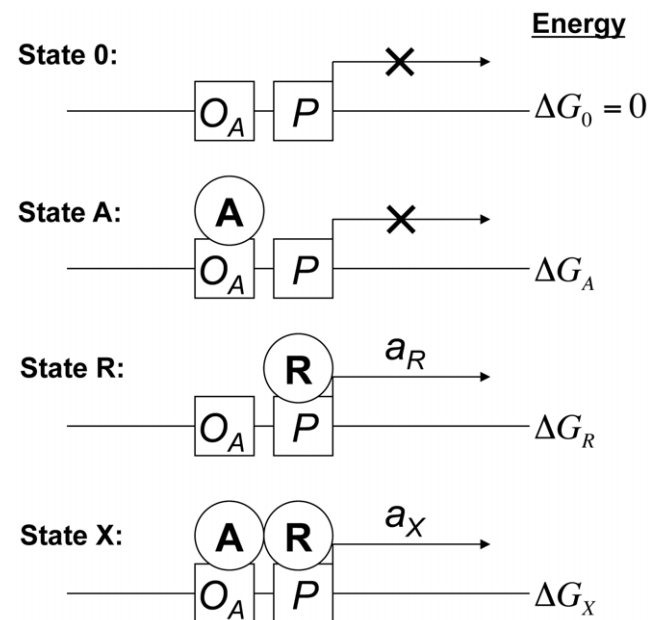 Energy
State 0:
O_A P
ΔG_0 = 0
State A:
A
O_A P
ΔG_A
State R:
R
a_R
O_A P
ΔG_R
State X:
A R
a_X
O_A P
ΔG_X